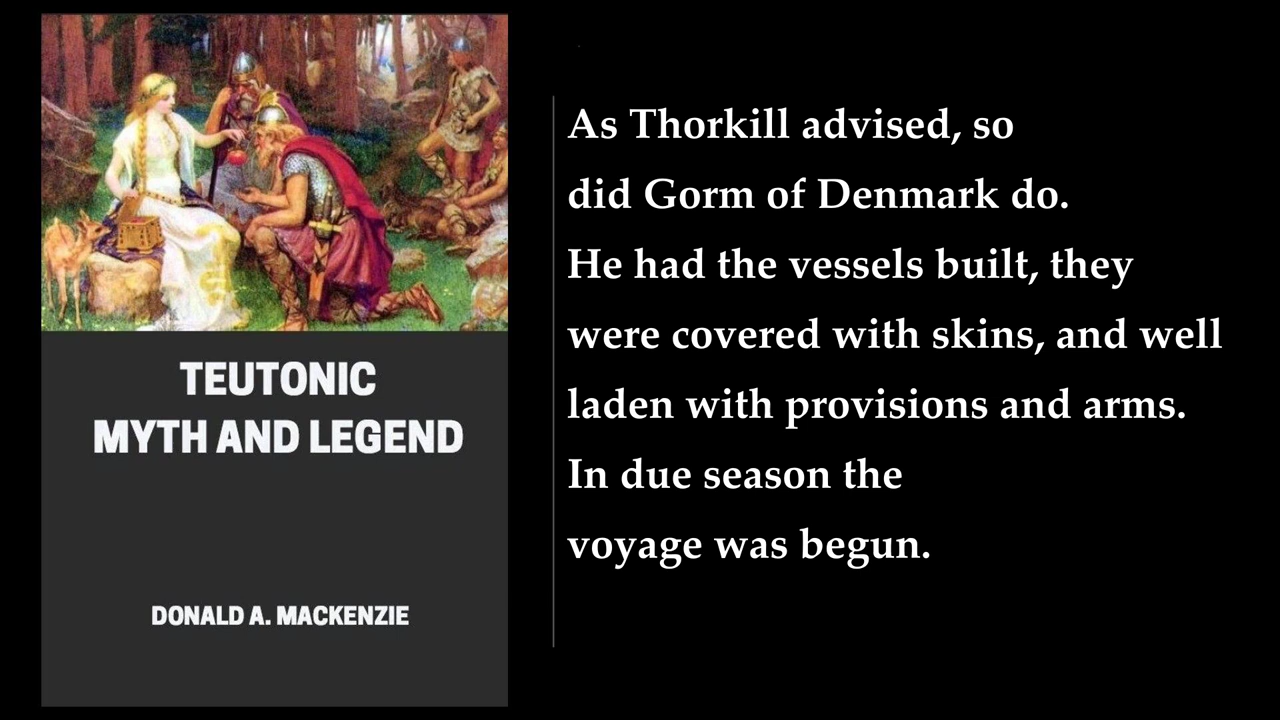 TEUTONIC
MYTH AND LEGEND
DONALD A. MACKENZIE
As Thorkill advised, so
did Gorm of Denmark do.
He had the vessels built, they
were covered with skins, and well
laden with provisions and arms.
In due season the
voyage was begun.